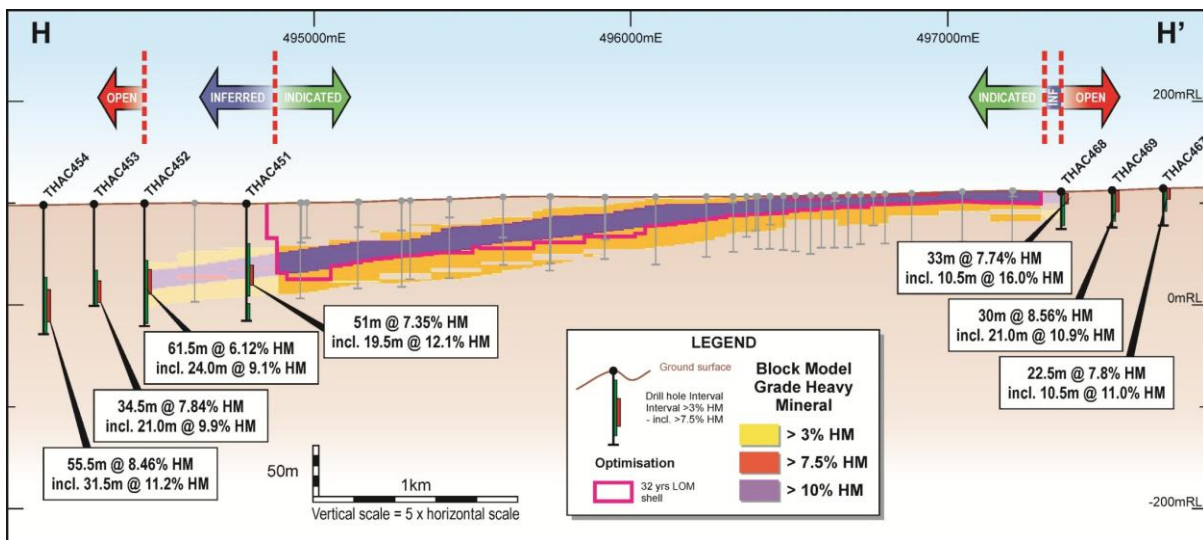 H
495000mE
496000mE
497000mE
H'
OPEN
INFERRED
INDICATED
INDICATED
INF
OPEN
200mRL
THAC454
THAC453
THAC452
THAC451
THAC468
THAC469
THAC467
0mRL
-200mRL
33m @ 7.74% HM
incl. 10.5m @ 16.0% HM
30m @ 8.56% HM
incl. 21.0m @ 10.9% HM
22.5m @ 7.8% HM
incl. 10.5m @ 11.0% HM
51m @ 7.35% HM
incl. 19.5m @ 12.1% HM
61.5m @ 6.12% HM
incl. 24.0m @ 9.1% HM
34.5m @ 7.84% HM
incl. 21.0m @ 9.9% HM
55.5m @ 8.46% HM
incl. 31.5m @ 11.2% HM
50m
1km
Vertical scale = 5 x horizontal scale
LEGEND
Ground surface
Drill hole Interval
Interval >3% HM
- incl. >7.5% HM
Optimisation
32 yrs LOM
shell
Block Model
Grade Heavy
Mineral
> 3% HM
> 7.5% HM
> 10% HM